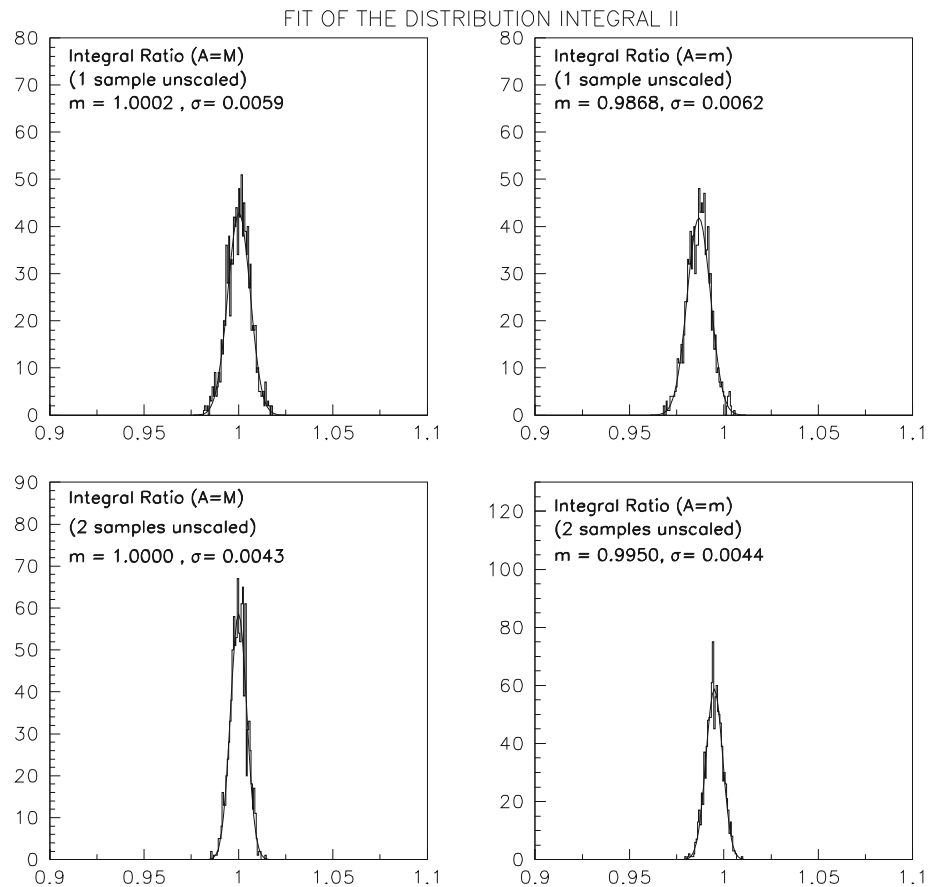 FIT OF THE DISTRIBUTION INTEGRAL II
Integral Ratio (A=M)
(1 sample unscaled)
m = 1.0002 , σ= 0.0059
80
70
60
50
40
30
20
10
0
0.9 0.95 1 1.05 1.1
Integral Ratio (A=m)
(1 sample unscaled)
m = 0.9868, σ= 0.0062
80
70
60
50
40
30
20
10
0
0.9 0.95 1 1.05 1.1
Integral Ratio (A=M)
(2 samples unscaled)
m = 1.0000 , σ= 0.0043
90
80
70
60
50
40
30
20
10
0
0.9 0.95 1 1.05 1.1
Integral Ratio (A=m)
(2 samples unscaled)
m = 0.9950, σ= 0.0044
120
100
80
60
40
20
0
0.9 0.95 1 1.05 1.1